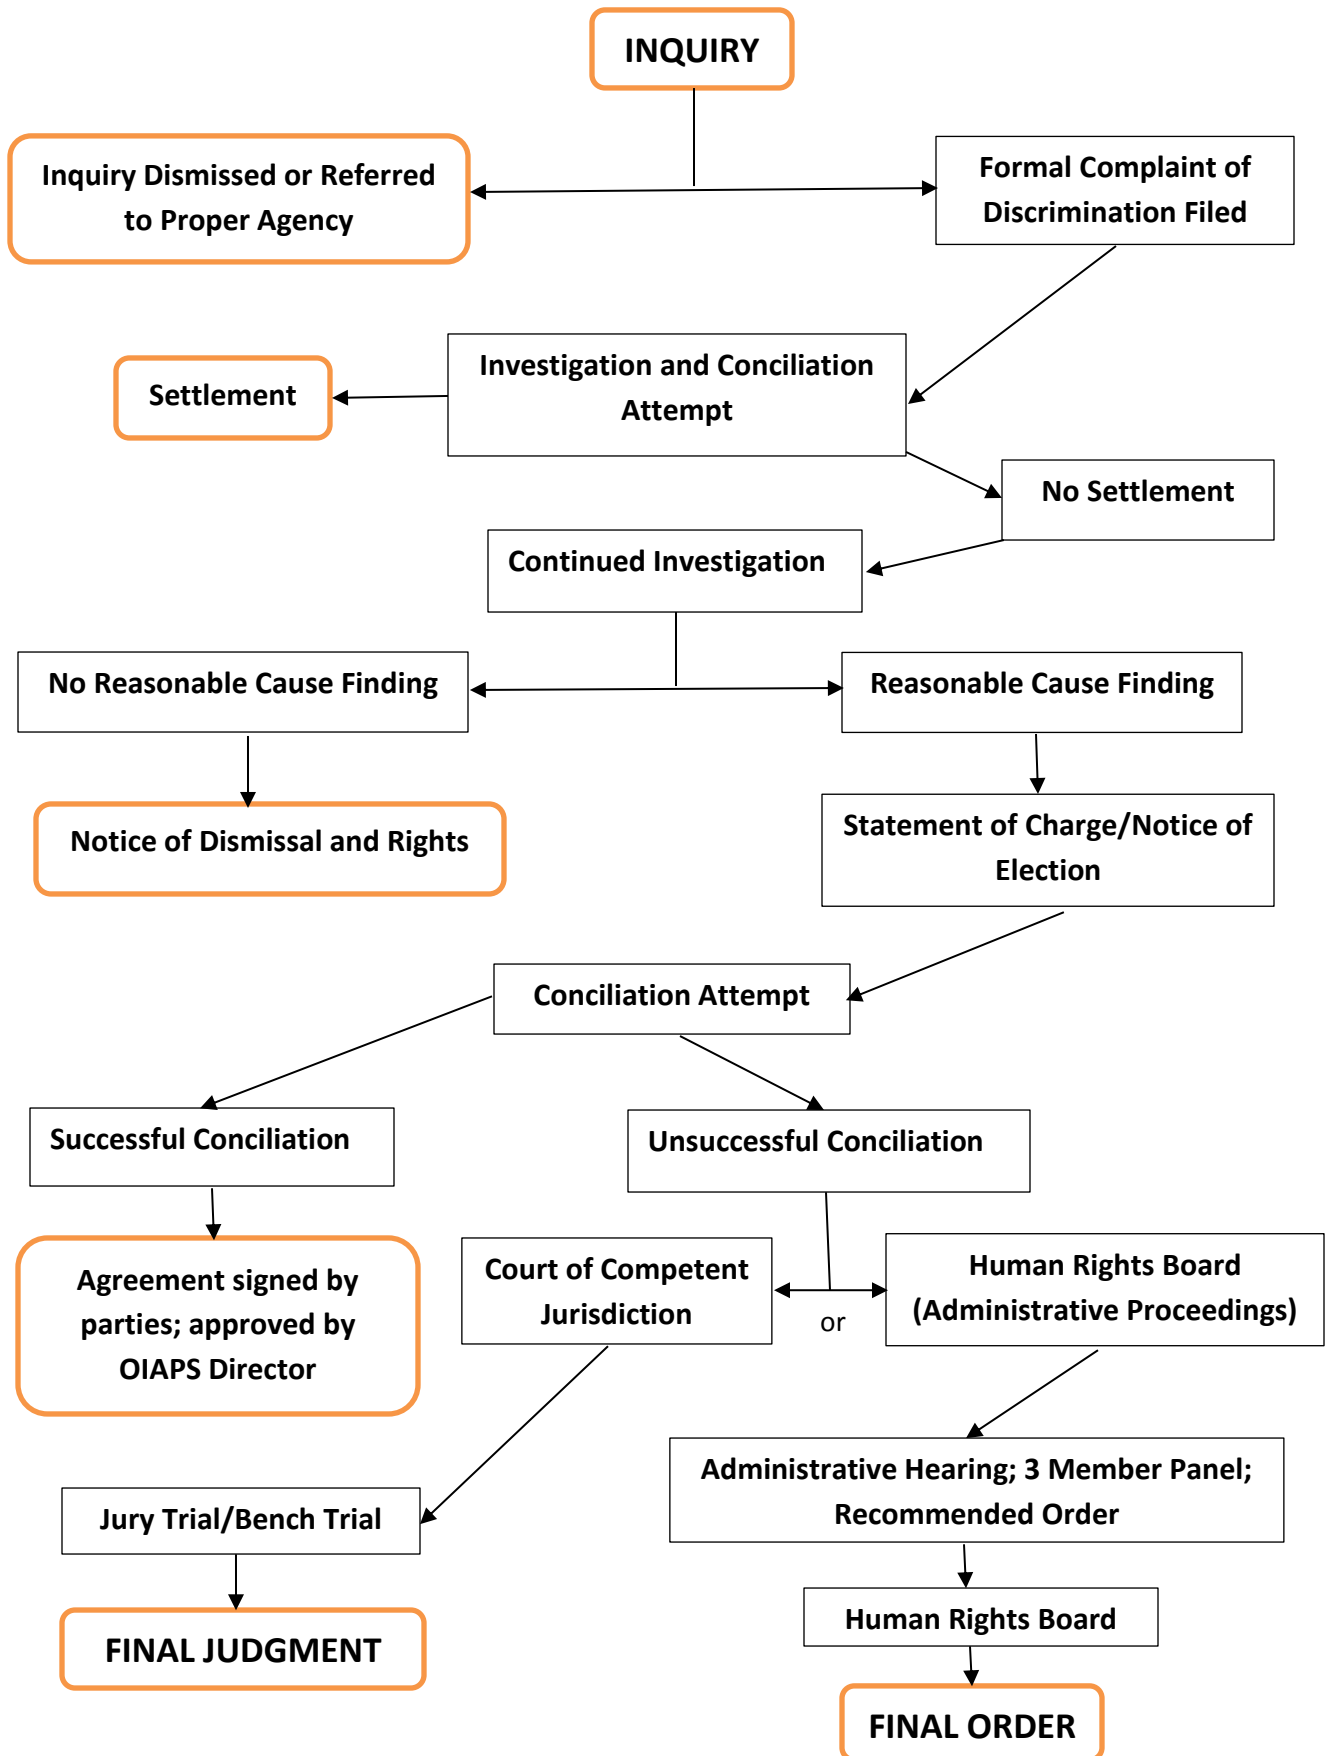 INQUIRY
Inquiry Dismissed or Referred
to Proper Agency
Formal Complaint of
Discrimination Filed
Investigation and Conciliation
Attempt
Settlement
No Settlement
Continued Investigation
No Reasonable Cause Finding
Reasonable Cause Finding
Notice of Dismissal and Rights
Statement of Charge/Notice of
Election
Conciliation Attempt
Successful Conciliation
Unsuccessful Conciliation
Agreement signed by
parties; approved by
OIAPS Director
Court of Competent
Jurisdiction
or
Human Rights Board
(Administrative Proceedings)
Administrative Hearing; 3 Member Panel;
Recommended Order
Jury Trial/Bench Trial
Human Rights Board
FINAL JUDGMENT
FINAL ORDER